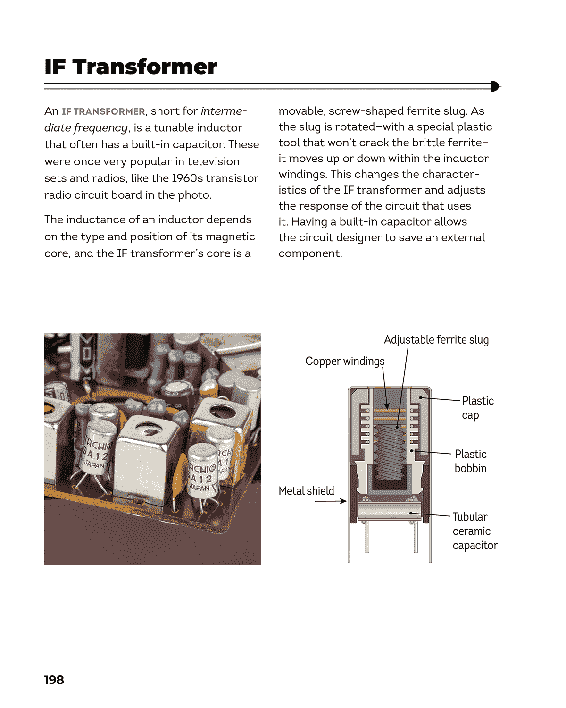 IF Transformer
An IF TRANSFORMER, short for interme-
diate frequency, is a tunable inductor
that often has a built-in capacitor. These
were once very popular in television
sets and radios, like the 1960s transistor
radio circuit board in the photo.
The inductance of an inductor depends
on the type and position of its magnetic
core, and the IF transformer's core is a
movable, screw-shaped ferrite slug. As
the slug is rotated—with a special plastic
tool that won't crack the brittle ferrite—
it moves up or down within the inductor
windings. This changes the character-
istics of the IF transformer and adjusts
the response of the circuit that uses
it. Having a built-in capacitor allows
the circuit designer to save an external
component.
Adjustable ferrite slug
Copper windings
Plastic
cap
Plastic
bobbin
Metal shield
Tubular
ceramic
capacitor
198